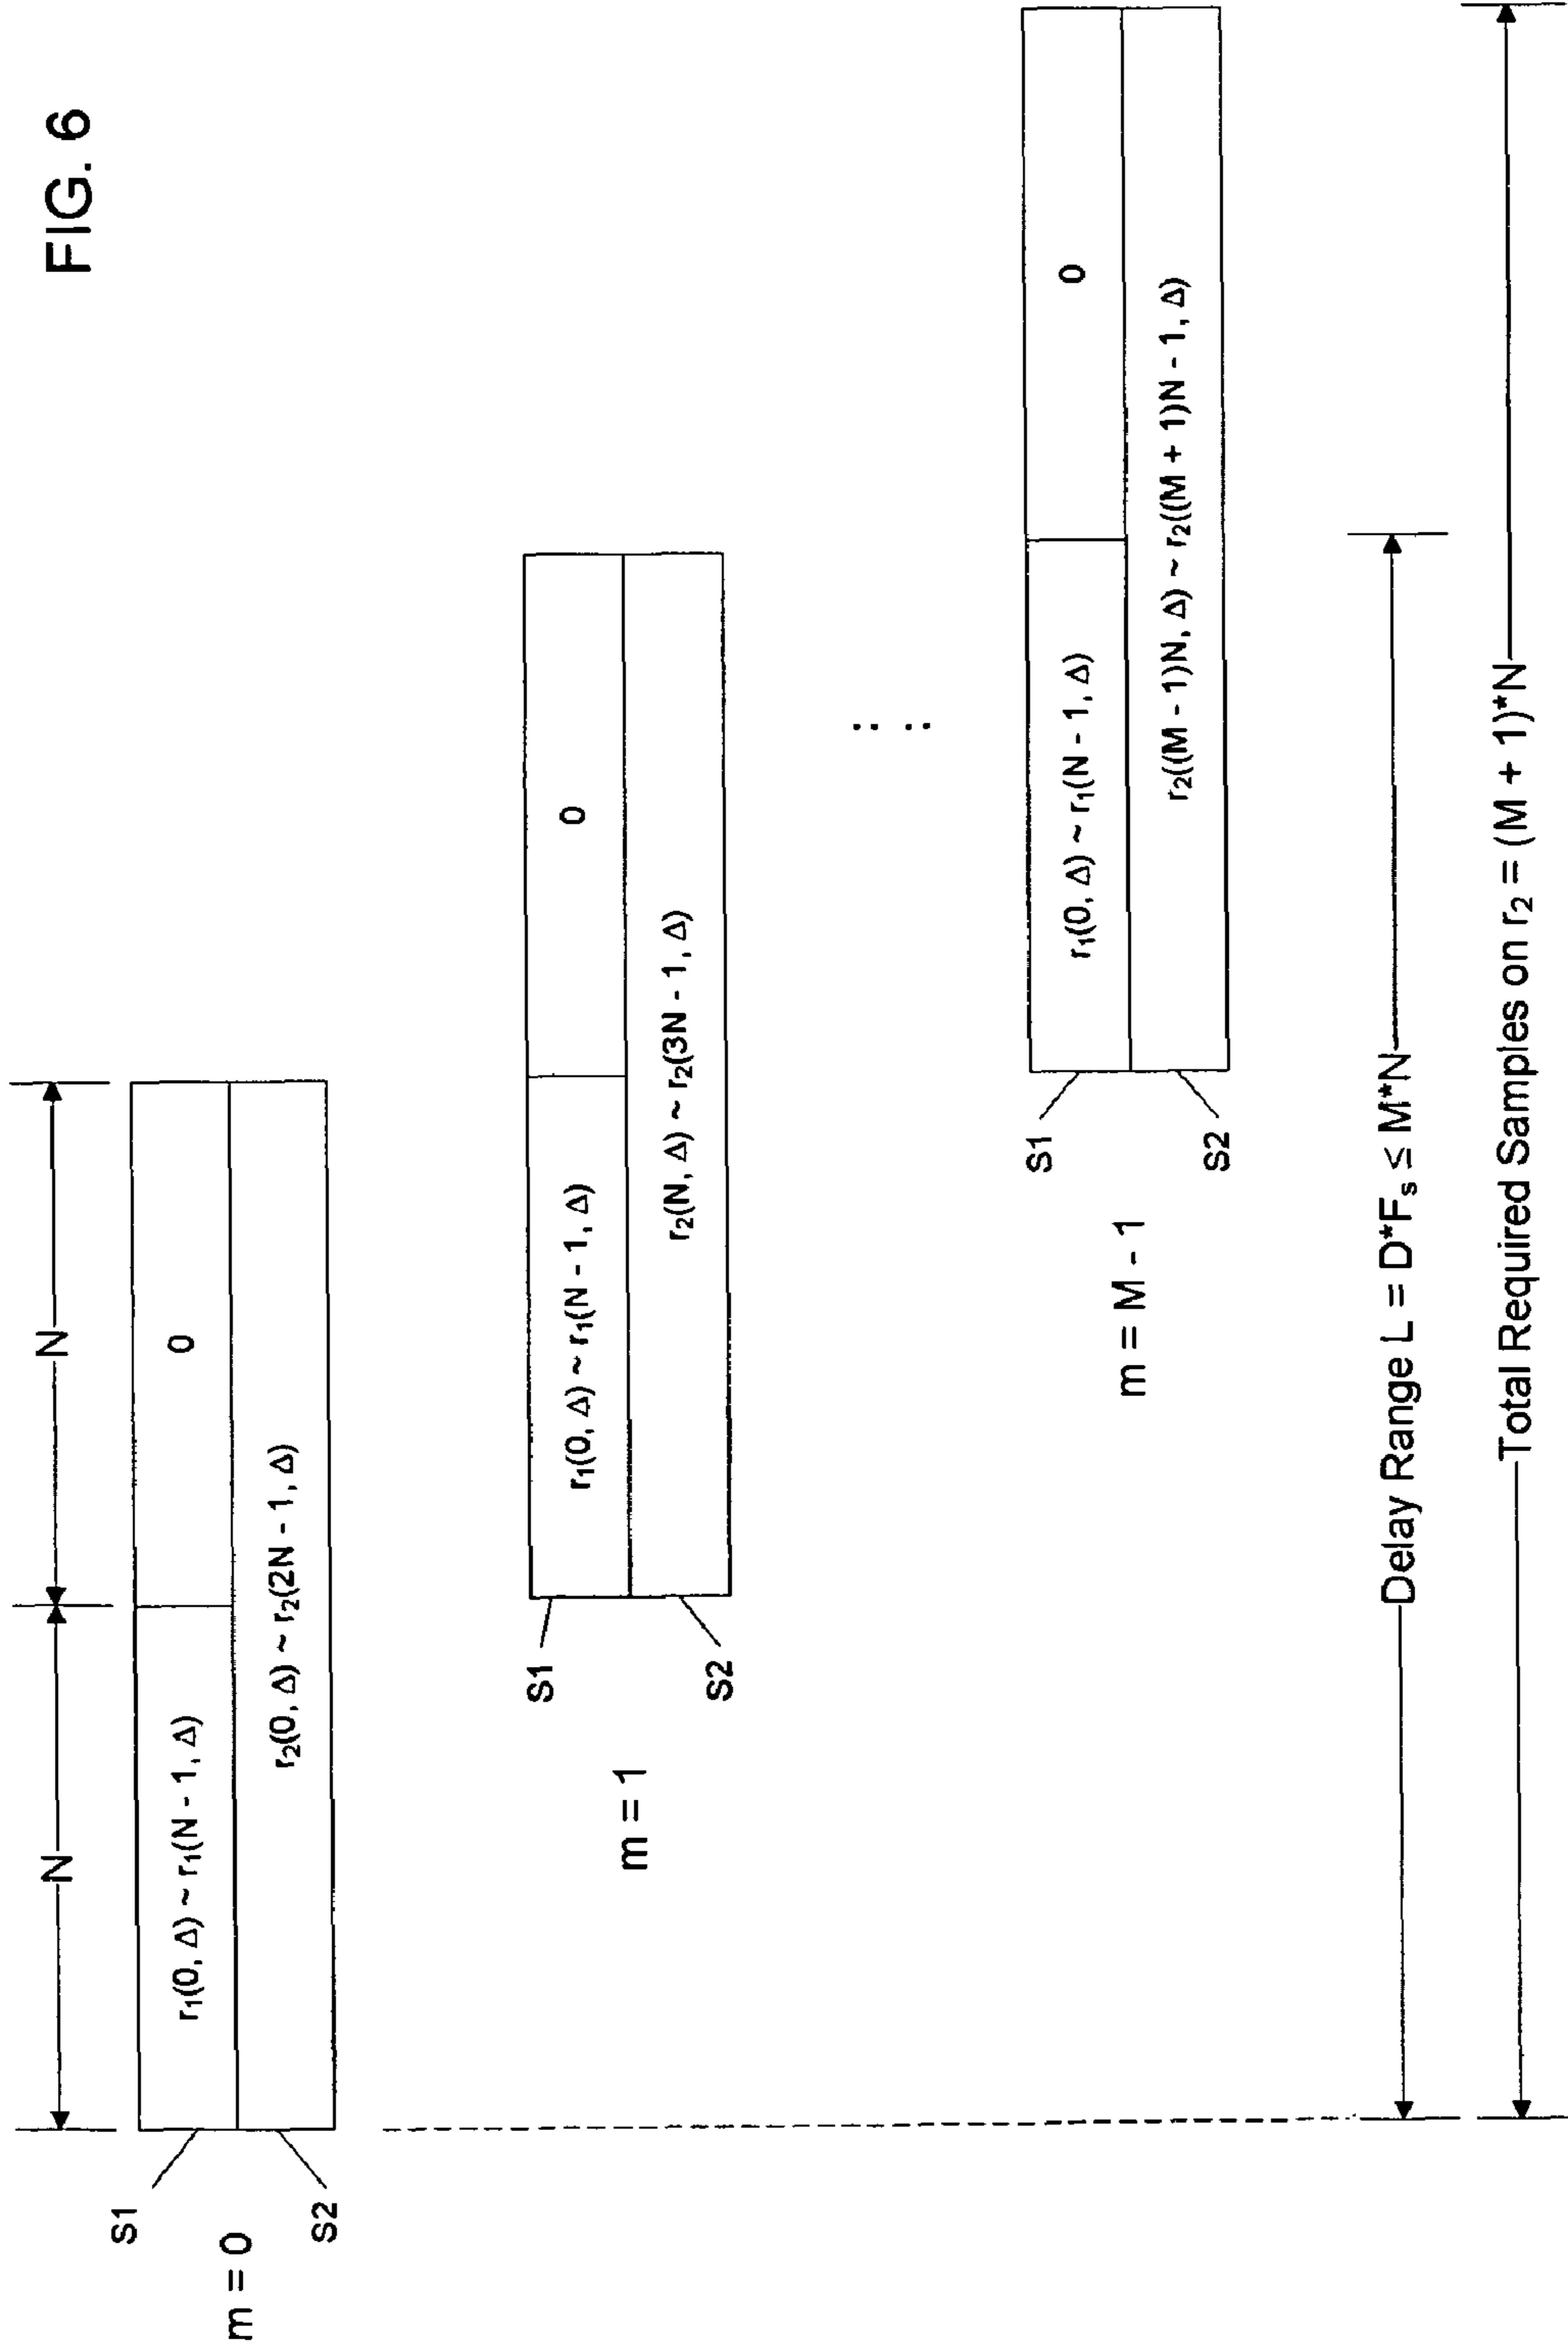 FIG. 6
N
N
S1
r₁(0, Δ) ~ r₁(N - 1, Δ)
0
m = 0
S2
r₂(0, Δ) ~ r₂(2N - 1, Δ)
S1
r₁(0, Δ) ~ r₁(N - 1, Δ)
0
m = 1
S2
r₂(N, Δ) ~ r₂(3N - 1, Δ)
: :
S1
r₁(0, Δ) ~ r₁(N - 1, Δ)
0
m = M - 1
S2
r₂((M - 1)N, Δ) ~ r₂((M + 1)N - 1, Δ)
Delay Range L = D*Fₛ ≤ M*N
Total Required Samples on r₂ = (M + 1)*N